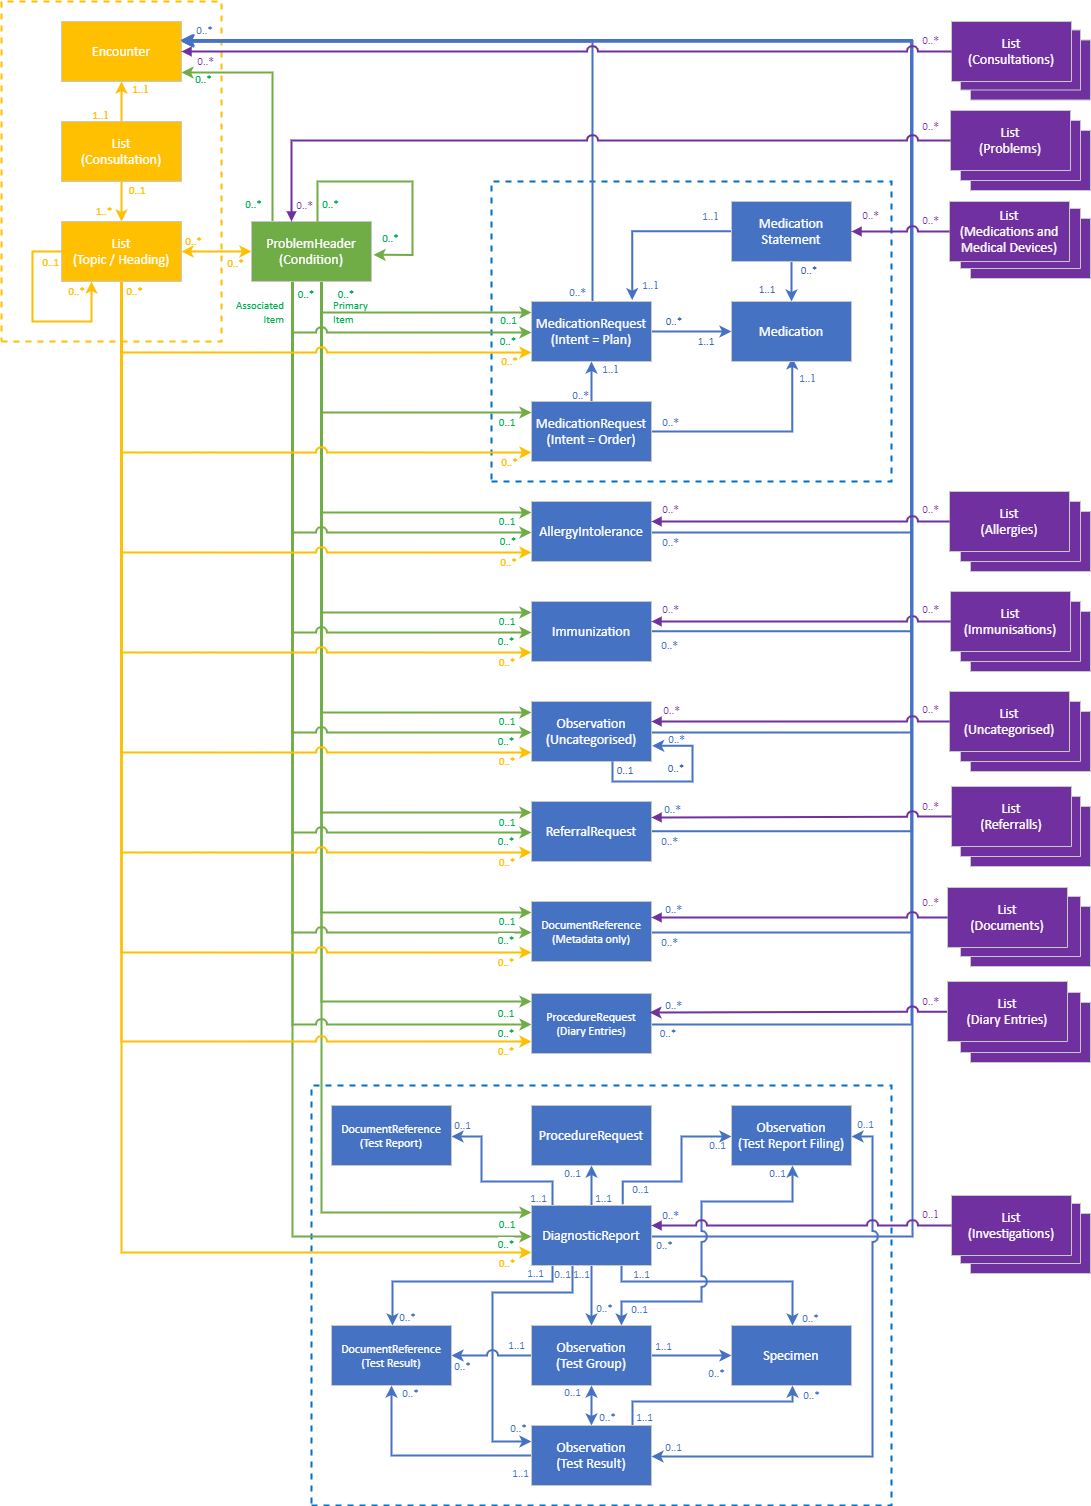 0..*
Encounter
0..*
0..*
0..*
List
(Consultations)
1..1
1..1
List
(Consultation)
0..1
1..*
0..*
List
(Problems)
0..*
0..*
0..*
0..*
List
(Topic / Heading)
0..1
0..*
0..*
0..*
0..*
ProblemHeader
(Condition)
0..*
0..*
0..*
Associated
Item
Primary
Item
1..1
Medication
Statement
0..*
0..*
List
(Medications and
Medical Devices)
0..*
1..1
0..*
1..1
MedicationRequest
(Intent = Plan)
0..1
0..*
0..*
0..*
1..1
Medication
1..1
0..*
1..1
MedicationRequest
(Intent = Order)
0..1
0..*
0..*
AllergyIntolerance
0..1
0..*
0..*
0..*
0..*
0..*
List
(Allergies)
Immunization
0..1
0..*
0..*
0..*
0..*
0..*
List
(Immunisations)
Observation
(Uncategorised)
0..1
0..*
0..*
0..*
0..*
0..1
0..*
0..*
List
(Uncategorised)
ReferralRequest
0..1
0..*
0..*
0..*
0..*
0..*
List
(Referralls)
DocumentReference
(Metadata only)
0..1
0..*
0..*
0..*
0..*
0..*
List
(Documents)
ProcedureRequest
(Diary Entries)
0..1
0..*
0..*
0..*
0..*
0..*
List
(Diary Entries)
DocumentReference
(Test Report)
0..1
ProcedureRequest
Observation
(Test Report Filing)
0..1
0..1
0..1
0..1
1..1
1..1
0..1
DiagnosticReport
0..1
0..*
0..*
0..*
0..*
0..1
List
(Investigations)
1..1
0..1
1..1
1..1
0..*
0..*
0..1
0..*
DocumentReference
(Test Result)
0..*
0..*
1..1
Observation
(Test Group)
1..1
0..*
Specimen
0..*
0..1
0..*
1..1
0..*
Observation
(Test Result)
0..1
1..1